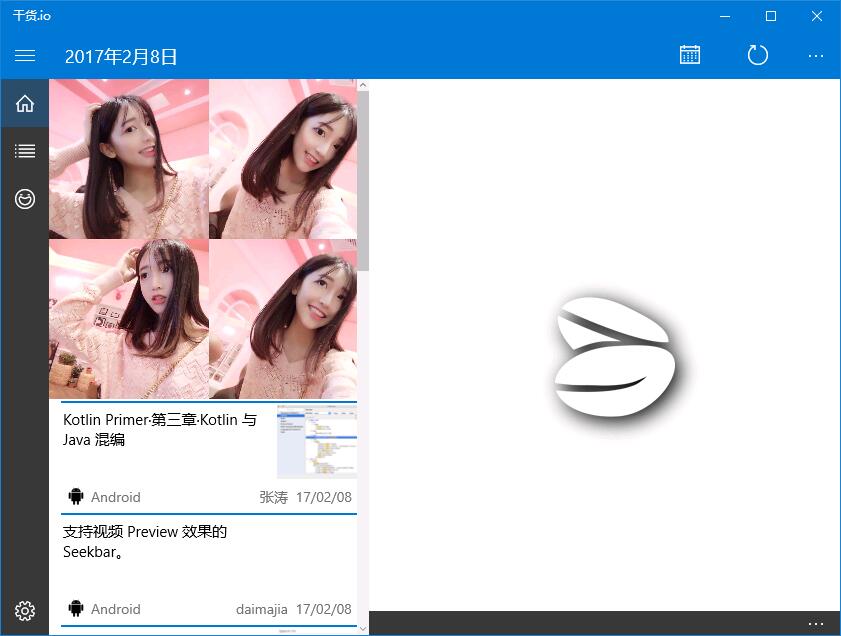 干货.io
2017年2月8日
Kotlin Primer·第三章·Kotlin 与
Java 混编
Android 张涛 17/02/08
支持视频 Preview 效果的
Seekbar。
Android daimajia 17/02/08